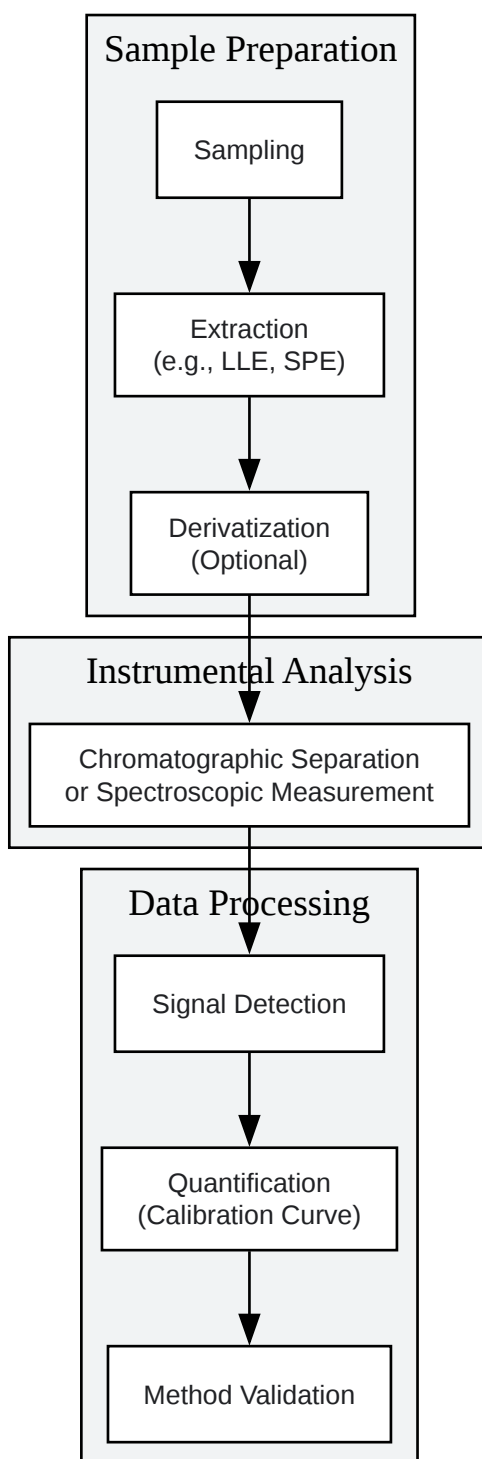 Sample Preparation
Sampling
Extraction
(e.g., LLE, SPE)
Derivatization
(Optional)
Instrumental Analysis
Chromatographic Separation
or Spectroscopic Measurement
Data Processing
Signal Detection
Quantification
(Calibration Curve)
Method Validation